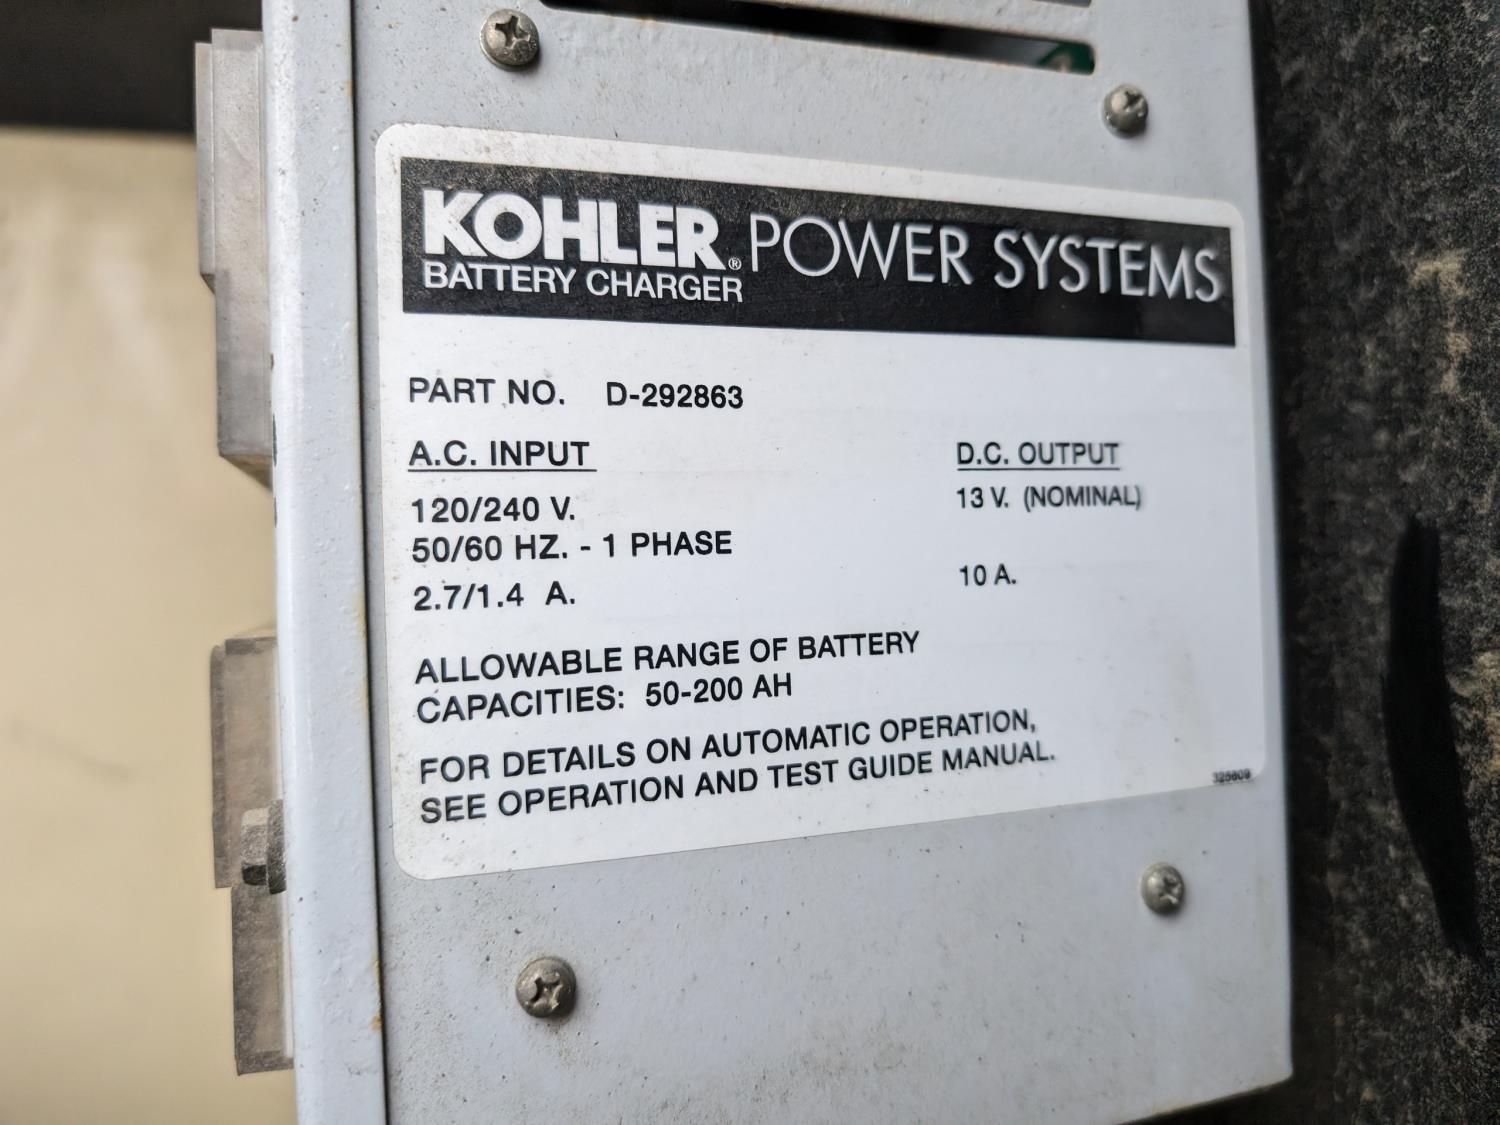 KOHLER® POWER SYSTEMS
BATTERY CHARGER
PART NO. D-292863
A.C. INPUT
120/240 V.
50/60 HZ. - 1 PHASE
2.7/1.4 A.
D.C. OUTPUT
13 V. (NOMINAL)
10 A.
ALLOWABLE RANGE OF BATTERY
CAPACITIES: 50-200 AH
FOR DETAILS ON AUTOMATIC OPERATION,
SEE OPERATION AND TEST GUIDE MANUAL.